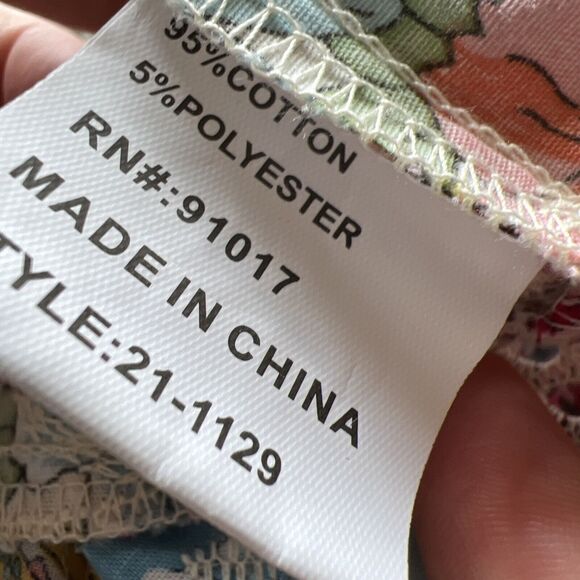 95%COTTON
5%POLYESTER
RN#:91017
MADE IN CHINA
TYLE:21-1129